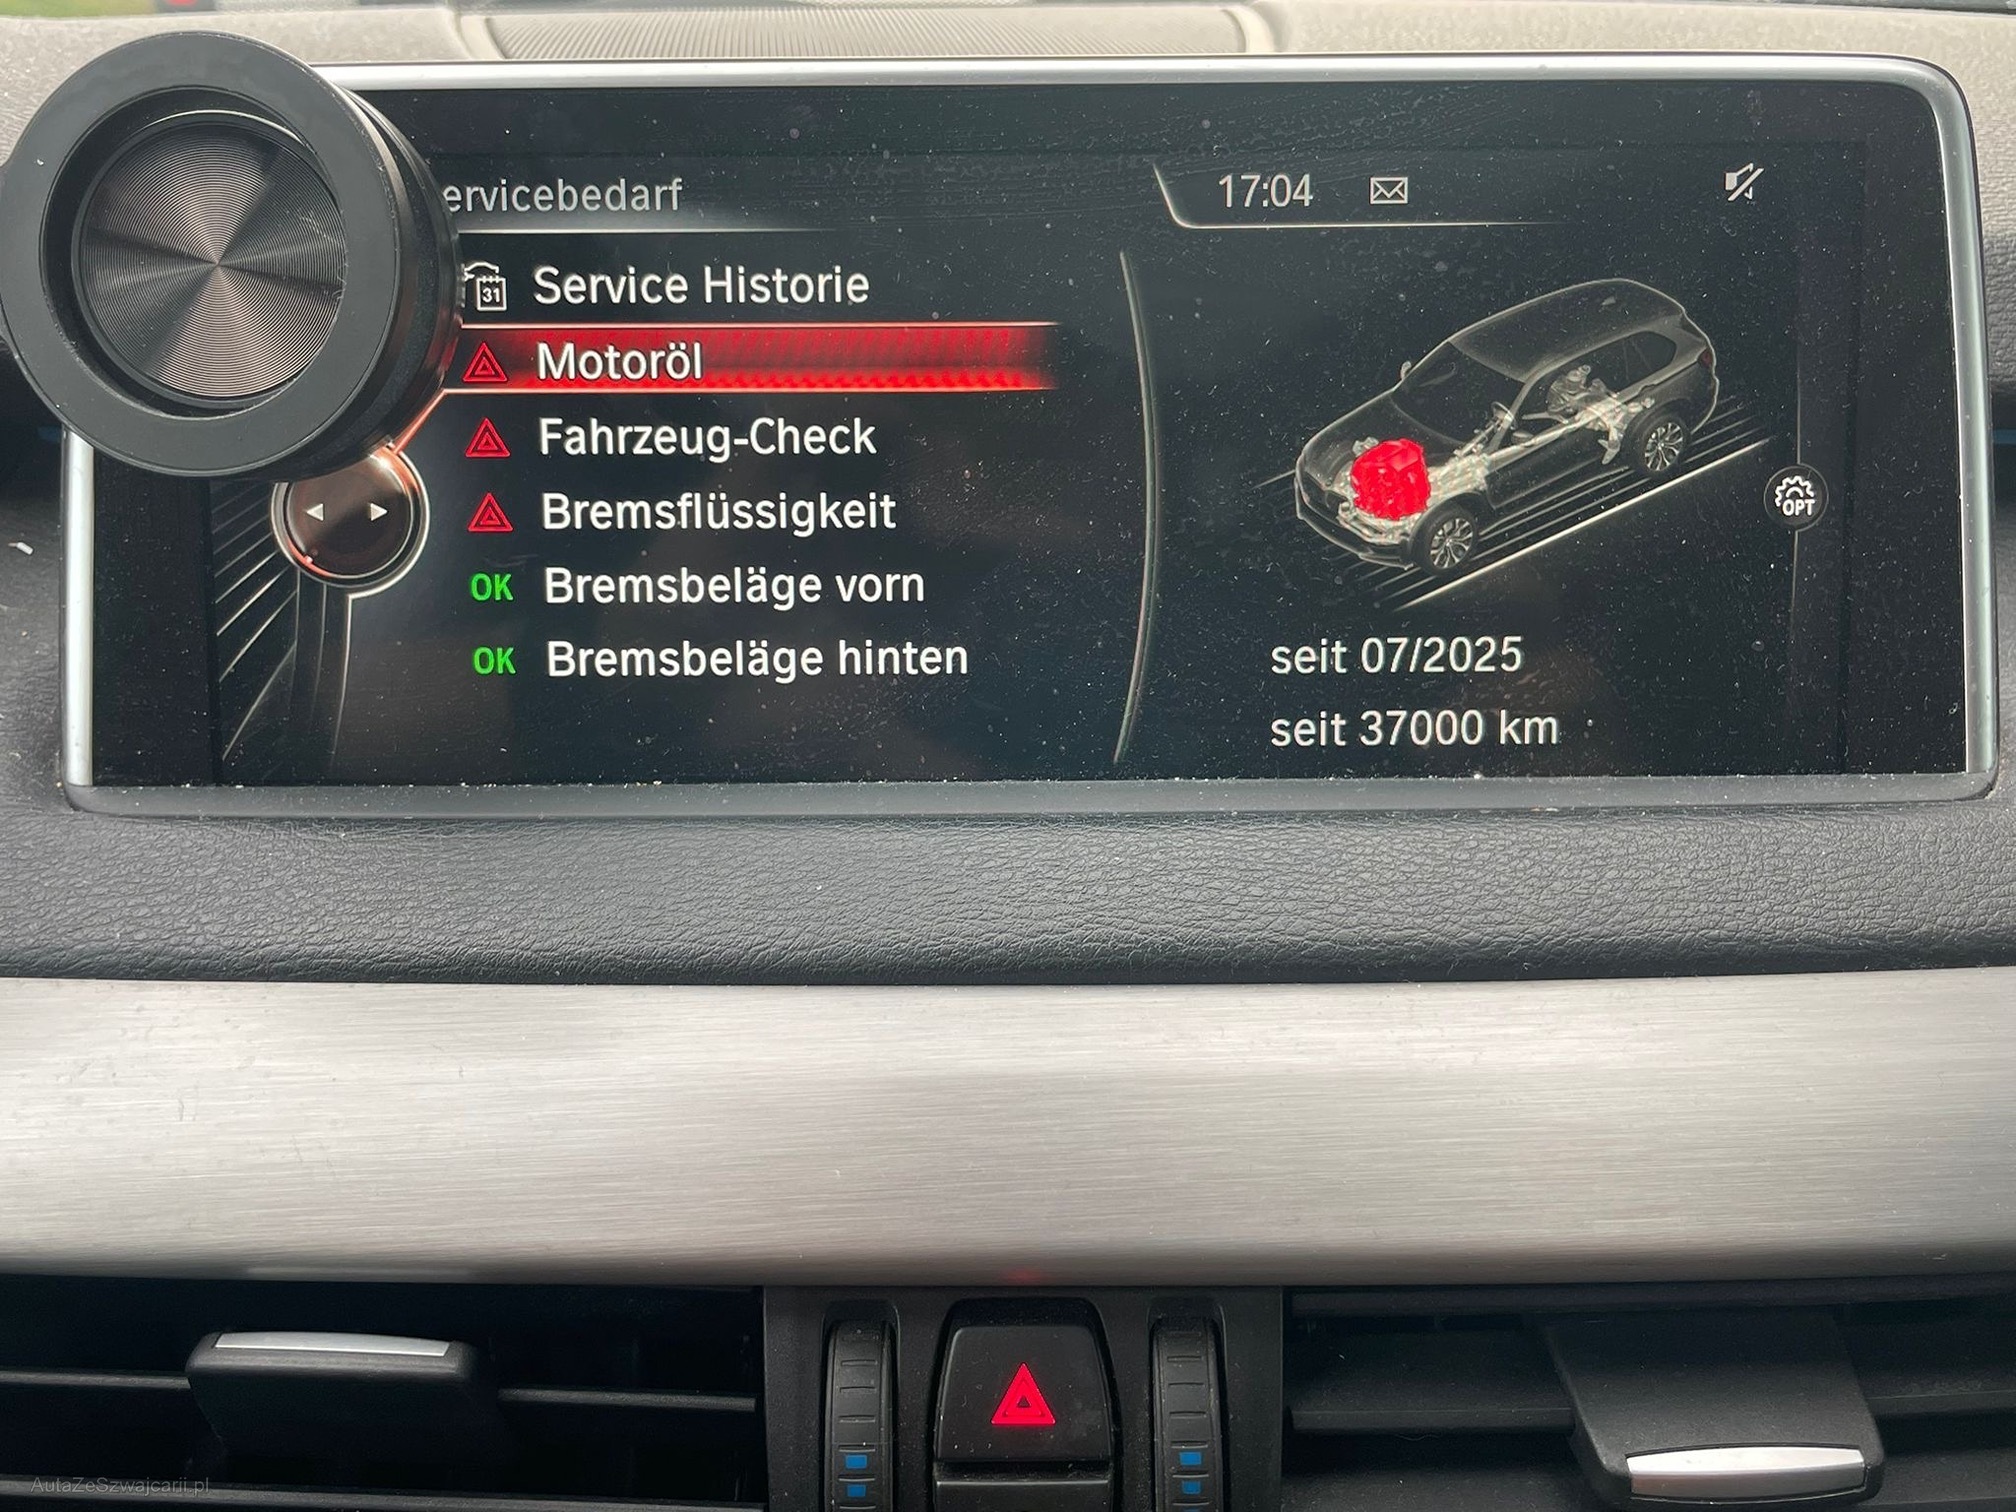 ervicebedarf
17:04
31
Service Historie
Motoröl
Fahrzeug-Check
Bremsflüssigkeit
OK Bremsbeläge vorn
OK Bremsbeläge hinten
OPT
seit 07/2025
seit 37000 km
AutaZeSzwajcarii.pl